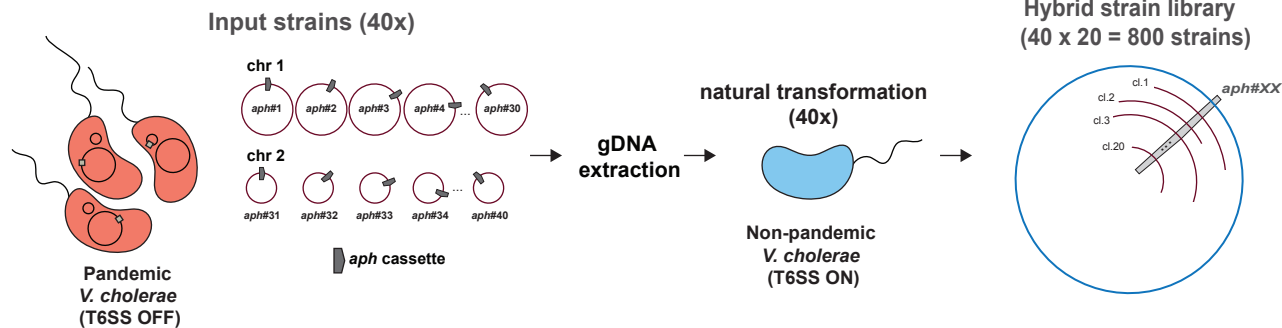 Input strains (40x)
chr 1
aph#1
aph#2
aph#3
aph#4
...
aph#30
chr 2
...
aph#31
aph#32
aph#33
aph#34
aph#40
aph cassette
Pandemic
V. cholerae
(T6SS OFF)
gDNA
extraction
natural transformation
(40x)
Non-pandemic
V. cholerae
(T6SS ON)
Hybrid strain library
(40 x 20 = 800 strains)
cl.1
cl.2
cl.3
cl.20
...
aph#XX